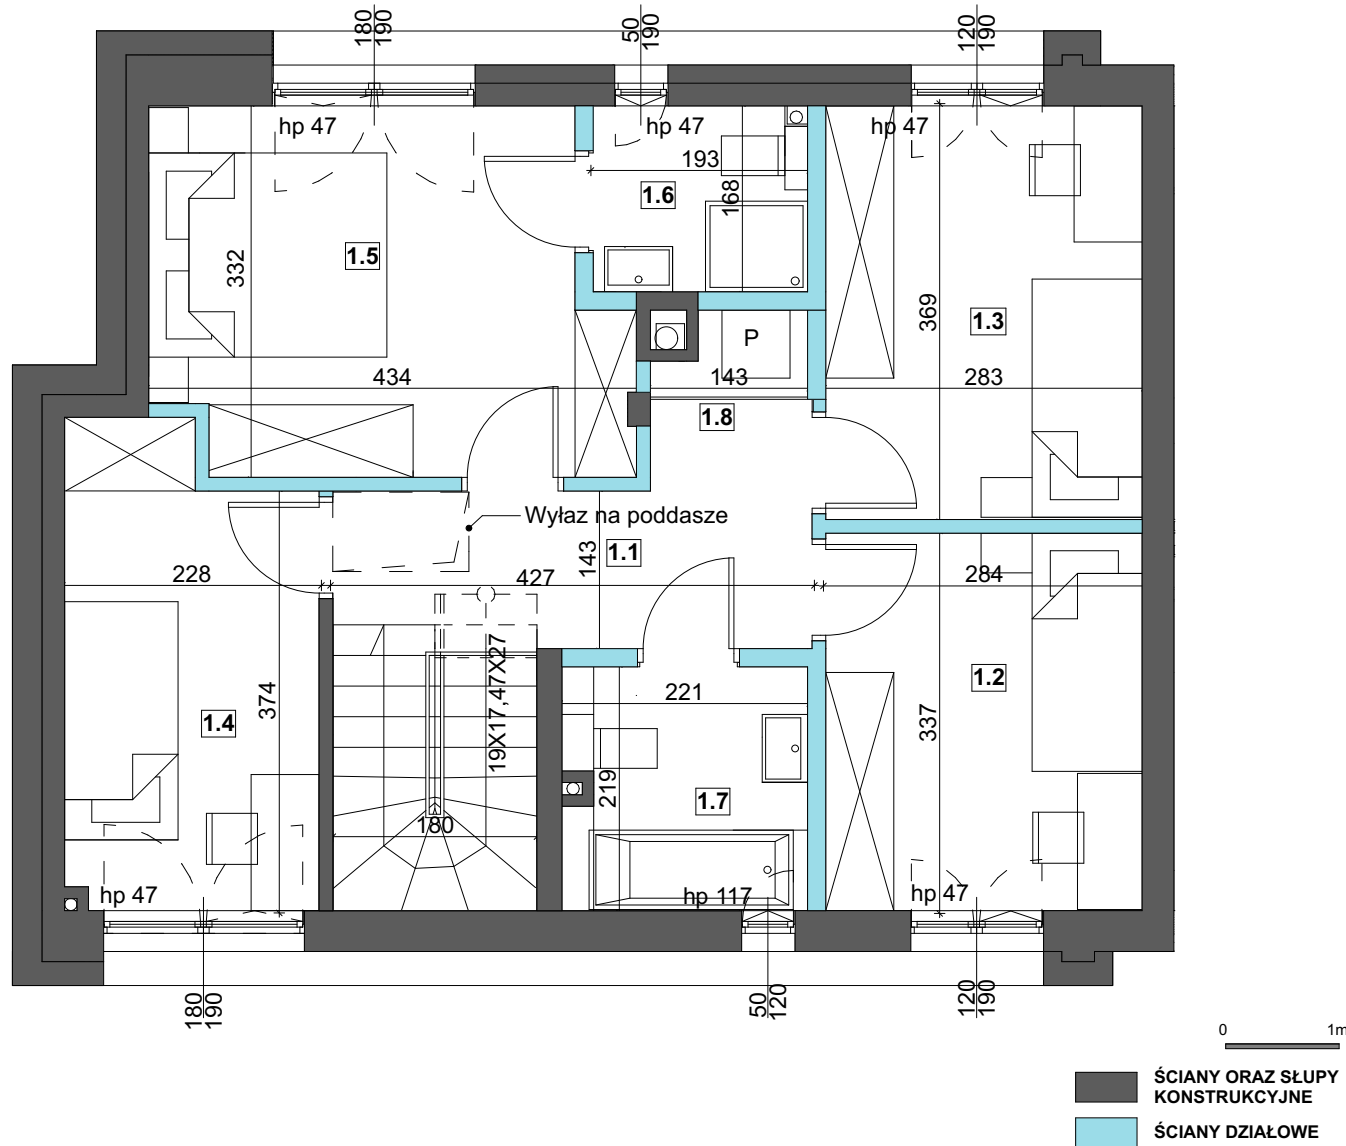 180
190
50
190
120
190
hp 47
hp 47
hp 47
193
1.6
168
1.5
332
369
1.3
P
434
143
283
1.8
Wyłaz na poddasze
143
1.1
228
427
284
19X17,47X27
1.2
221
374
1.4
337
219
1.7
180
hp 47
hp 117
hp 47
180
190
50
120
120
190
0 1m
ŚCIANY ORAZ SŁUPY
KONSTRUKCYJNE
ŚCIANY DZIAŁOWE